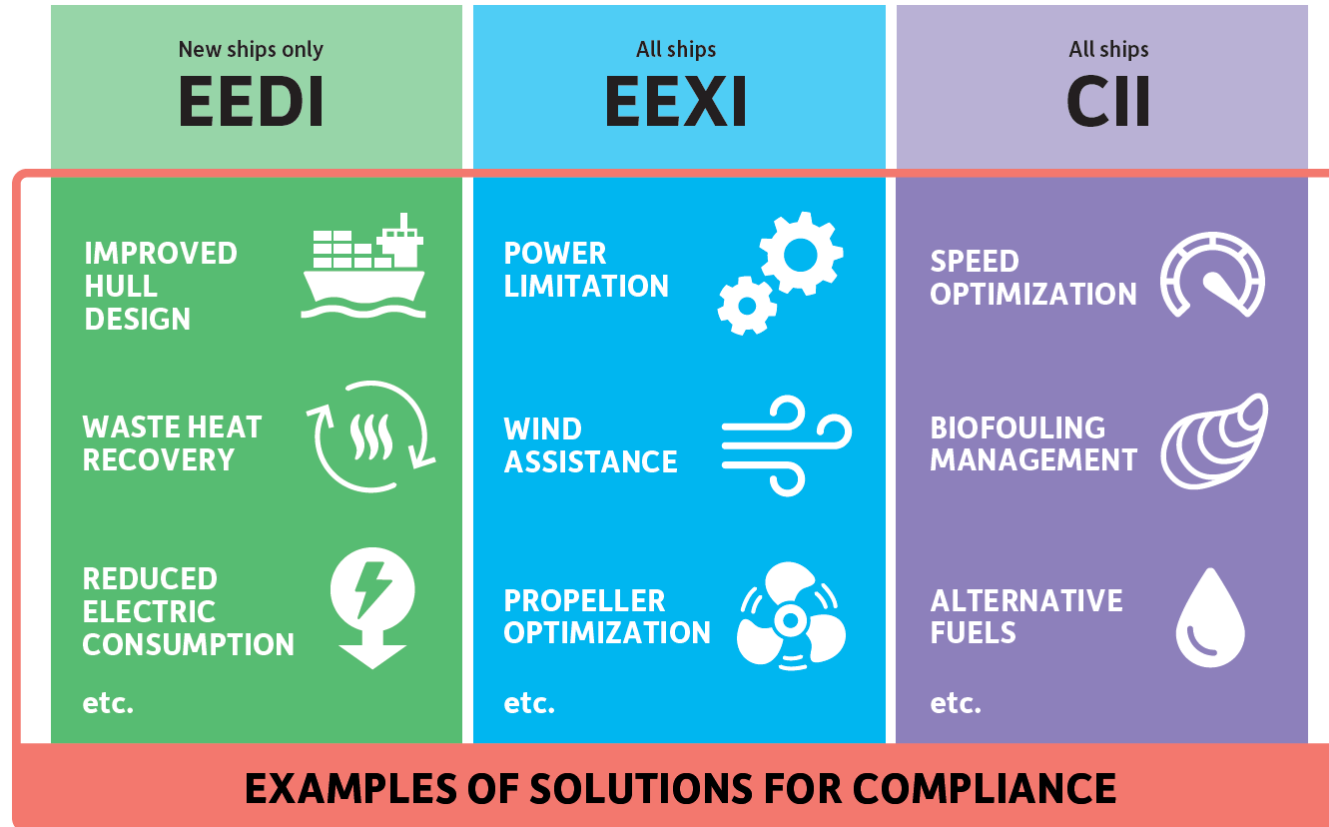 New ships only
EEDI
IMPROVED
HULL
DESIGN
WASTE HEAT
RECOVERY
REDUCED
ELECTRIC
CONSUMPTION
etc.
All ships
EEXI
POWER
LIMITATION
WIND
ASSISTANCE
PROPELLER
OPTIMIZATION
etc.
All ships
CII
SPEED
OPTIMIZATION
BIOFOULING
MANAGEMENT
ALTERNATIVE
FUELS
etc.
EXAMPLES OF SOLUTIONS FOR COMPLIANCE